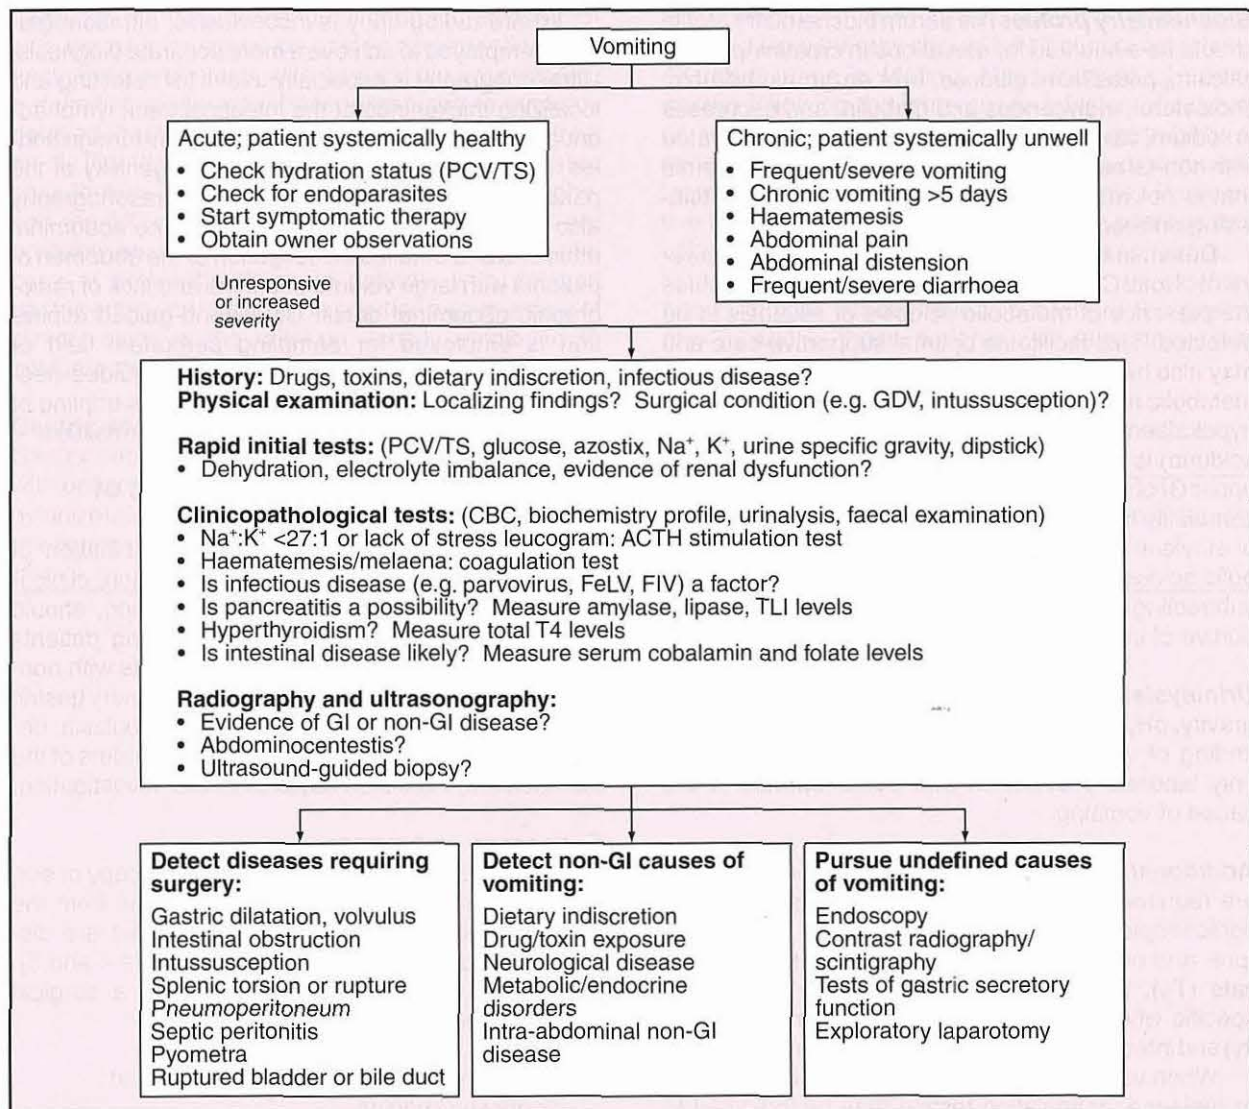 Vomiting
Acute; patient systemically healthy
• Check hydration status (PCV/TS)
• Check for endoparasites
• Start symptomatic therapy
• Obtain owner observations
Chronic; patient systemically unwell
• Frequent/severe vomiting
• Chronic vomiting >5 days
• Haematemesis
• Abdominal pain
• Abdominal distension
• Frequent/severe diarrhoea
Unresponsive
or increased
severity
History: Drugs, toxins, dietary indiscretion, infectious disease?
Physical examination: Localizing findings? Surgical condition (e.g. GDV, intussusception)?
Rapid initial tests: (PCV/TS, glucose, azostix, Na⁺, K⁺, urine specific gravity, dipstick)
• Dehydration, electrolyte imbalance, evidence of renal dysfunction?
Clinicopathological tests: (CBC, biochemistry profile, urinalysis, faecal examination)
• Na⁺:K⁺ <27:1 or lack of stress leucogram: ACTH stimulation test
• Haematemesis/melaena: coagulation test
• Is infectious disease (e.g. parvovirus, FeLV, FIV) a factor?
• Is pancreatitis a possibility? Measure amylase, lipase, TLI levels
• Hyperthyroidism? Measure total T4 levels
• Is intestinal disease likely? Measure serum cobalamin and folate levels
Radiography and ultrasonography:
• Evidence of GI or non-GI disease?
• Abdominocentestis?
• Ultrasound-guided biopsy?
Detect diseases requiring
surgery:
Gastric dilatation, volvulus
Intestinal obstruction
Intussusception
Splenic torsion or rupture
Pneumoperitoneum
Septic peritonitis
Pyometra
Ruptured bladder or bile duct
Detect non-GI causes of
vomiting:
Dietary indiscretion
Drug/toxin exposure
Neurological disease
Metabolic/endocrine
disorders
Intra-abdominal non-GI
disease
Pursue undefined causes
of vomiting:
Endoscopy
Contrast radiography/
scintigraphy
Tests of gastric secretory
function
Exploratory laparotomy